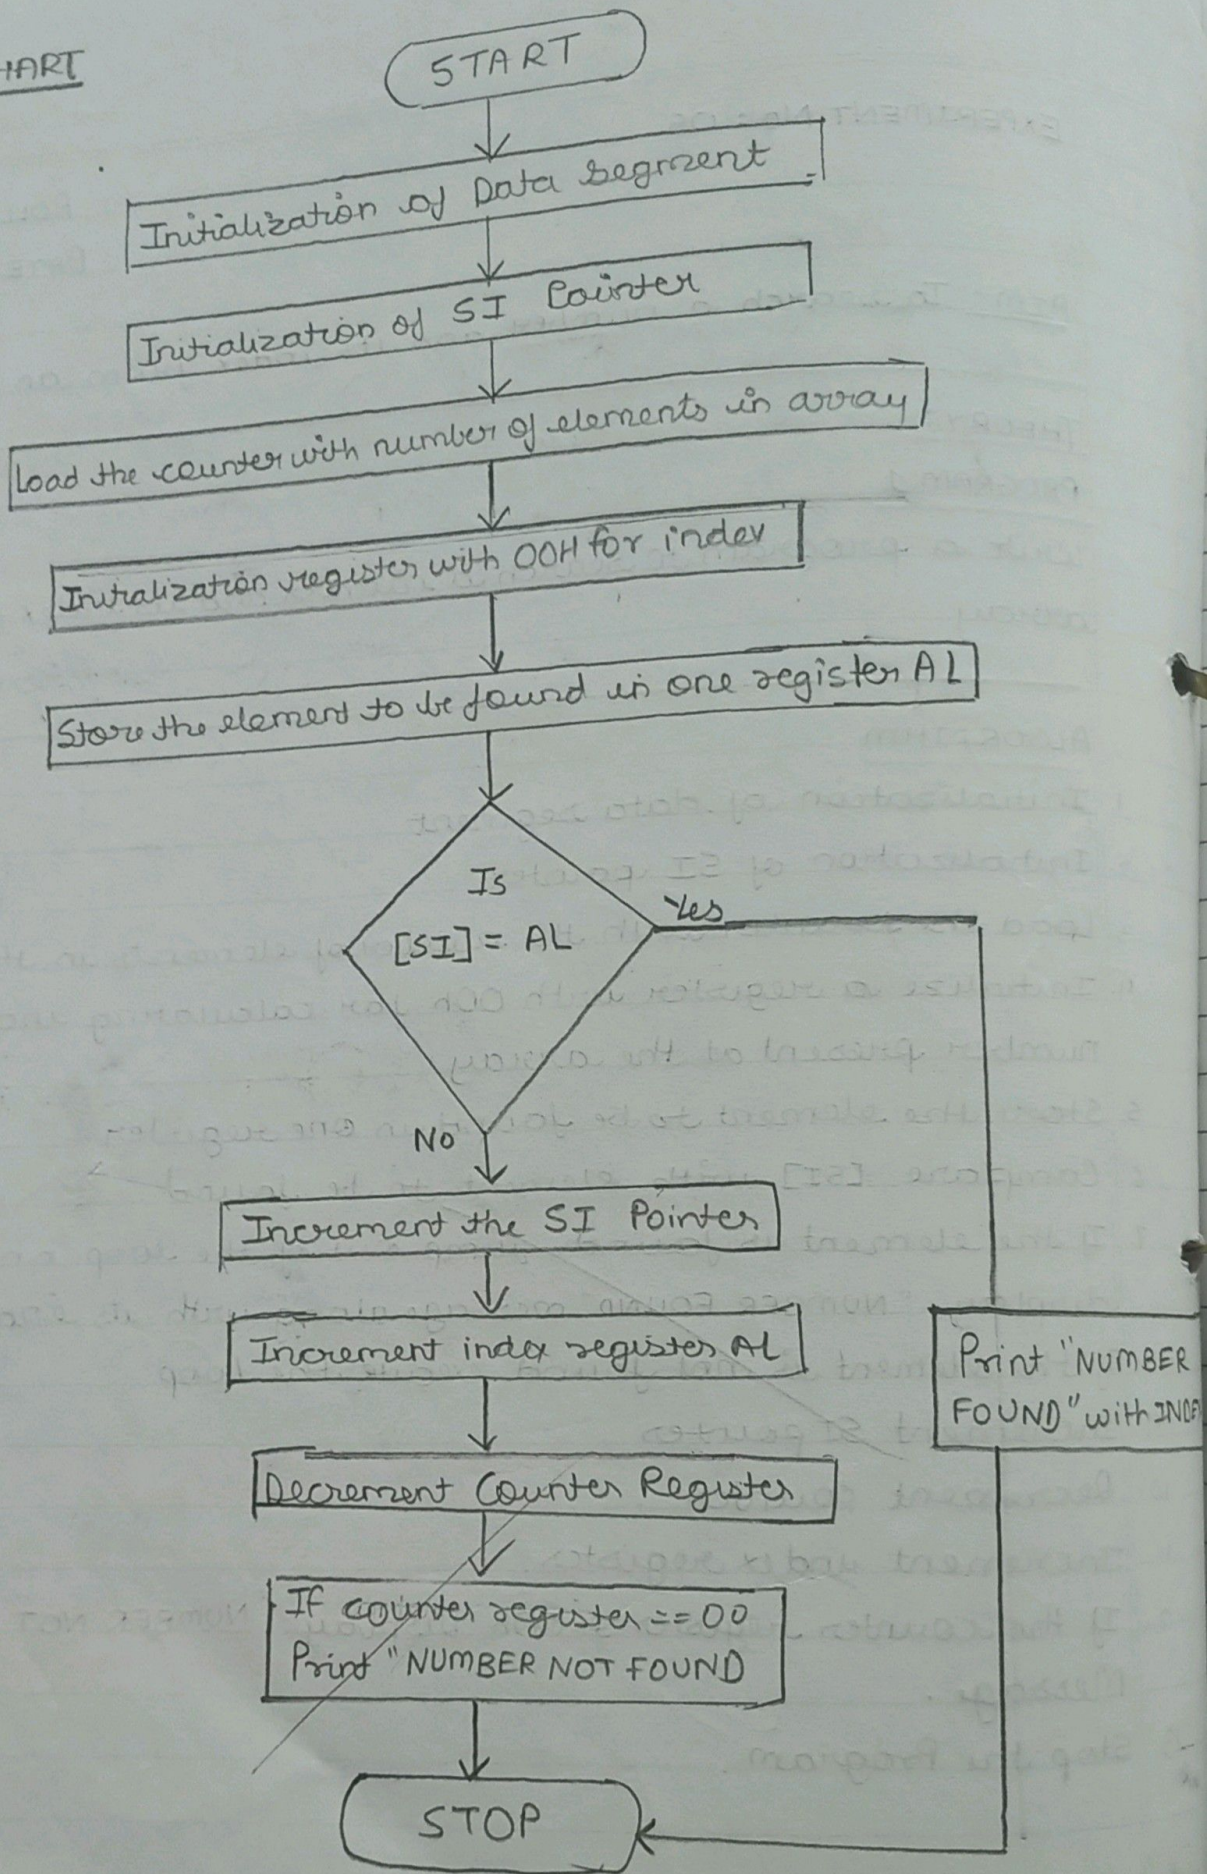 HART
START
Initialization of Data Segment
Initialization of SI Pointer
Load the counter with number of elements in array
Initialization register with 00H for index
Store the element to be found in one register AL
Is
[SI] = AL
Yes
NO
Increment the SI Pointer
Increment index register AL
Print "NUMBER
FOUND" with INDE
Decrement Counter Register
If counter register == 00
Print "NUMBER NOT FOUND
STOP